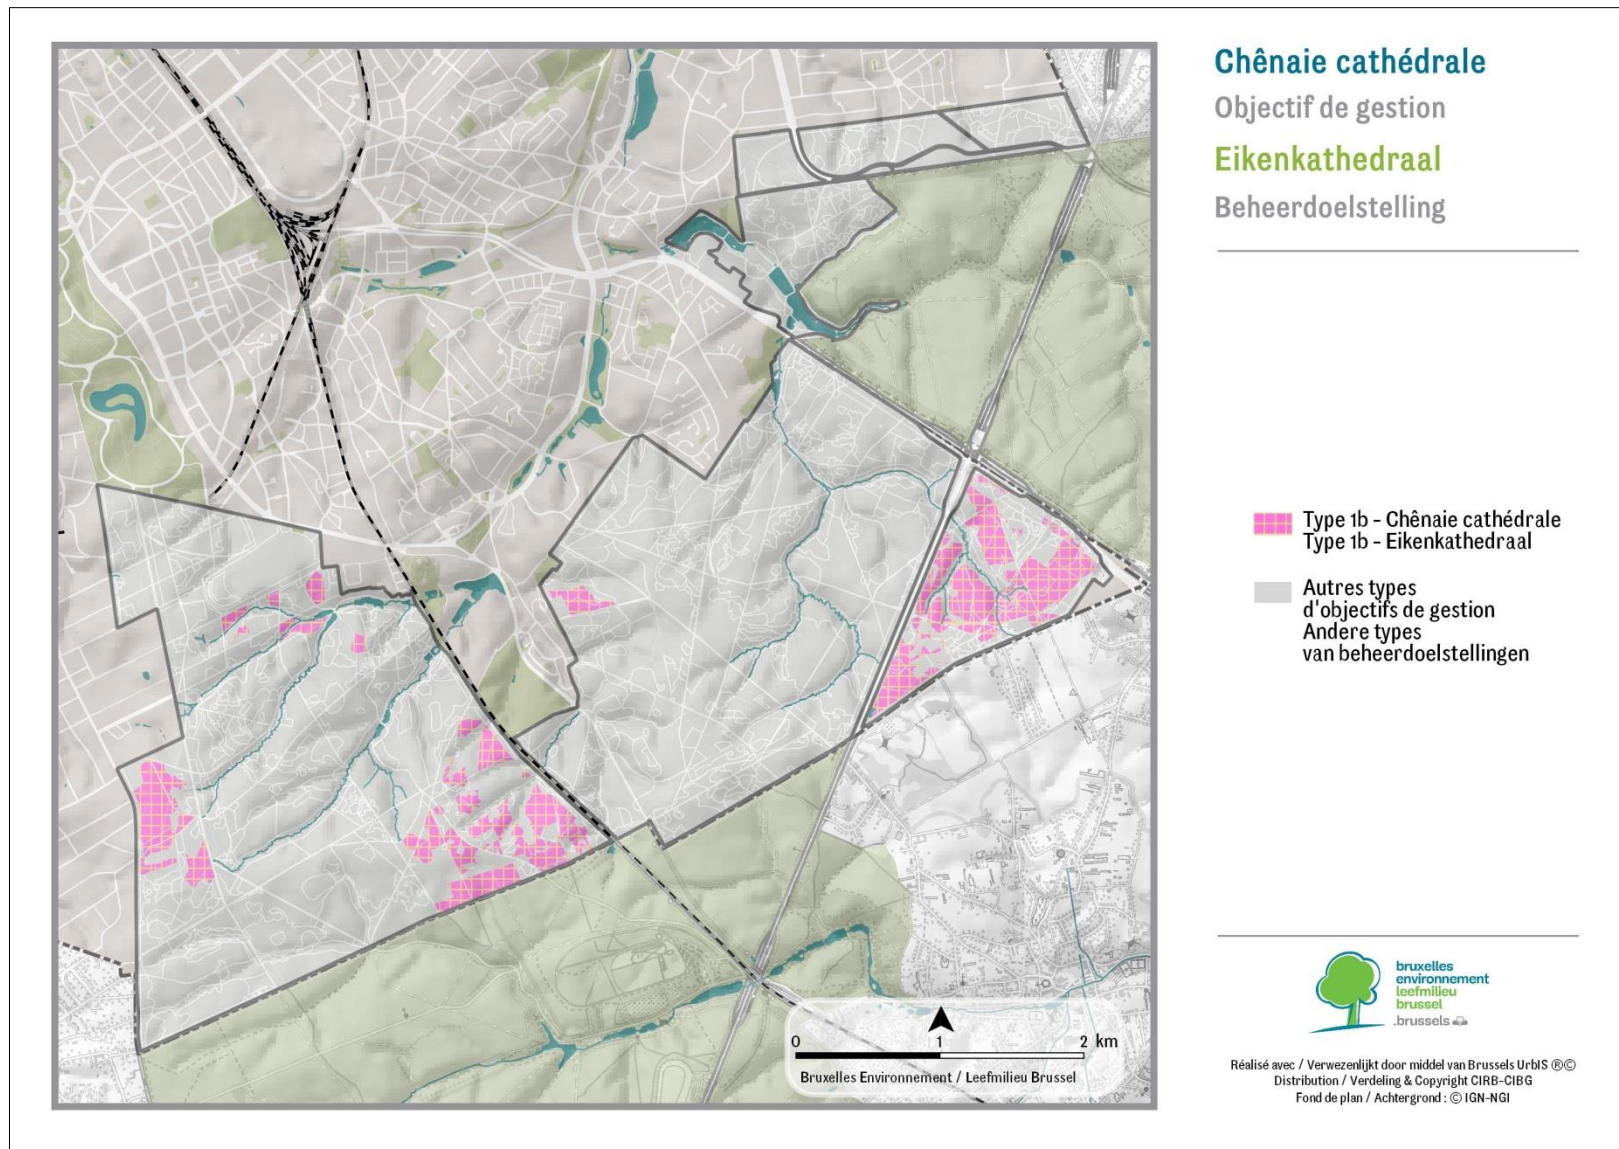 Chênaie cathédrale
Objectif de gestion
Eikenkathedraal
Beheerdoelstelling
Type 1b - Chênaie cathédrale
Type 1b - Eikenkathedraal
Autres types
d'objectifs de gestion
Andere types
van beheerdoelstellingen
0 1 2 km
Bruxelles Environnement / Leefmilieu Brussel
bruxelles
environnement
leefmilieu
brussel
.brussels
Réalisé avec / Verwezenlijkt door middel van Brussels UrbIS ®©
Distribution / Verdeling & Copyright CIRB-CIBG
Fond de plan / Achtergrond : © IGN-NGI